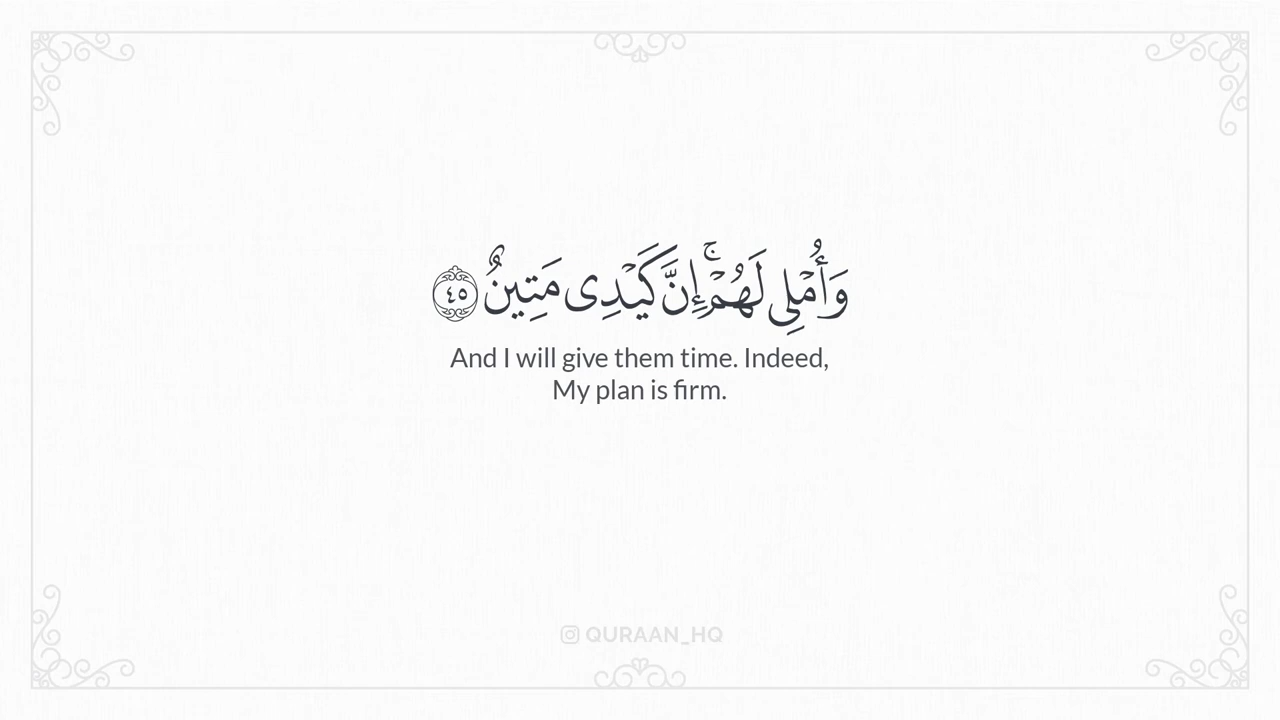 وَأُمْلِى لَهُمْ ۚ إِنَّ كَيْدِى مَتِينٌ ٤٥
And I will give them time. Indeed,
My plan is firm.
QURAAN_HQ